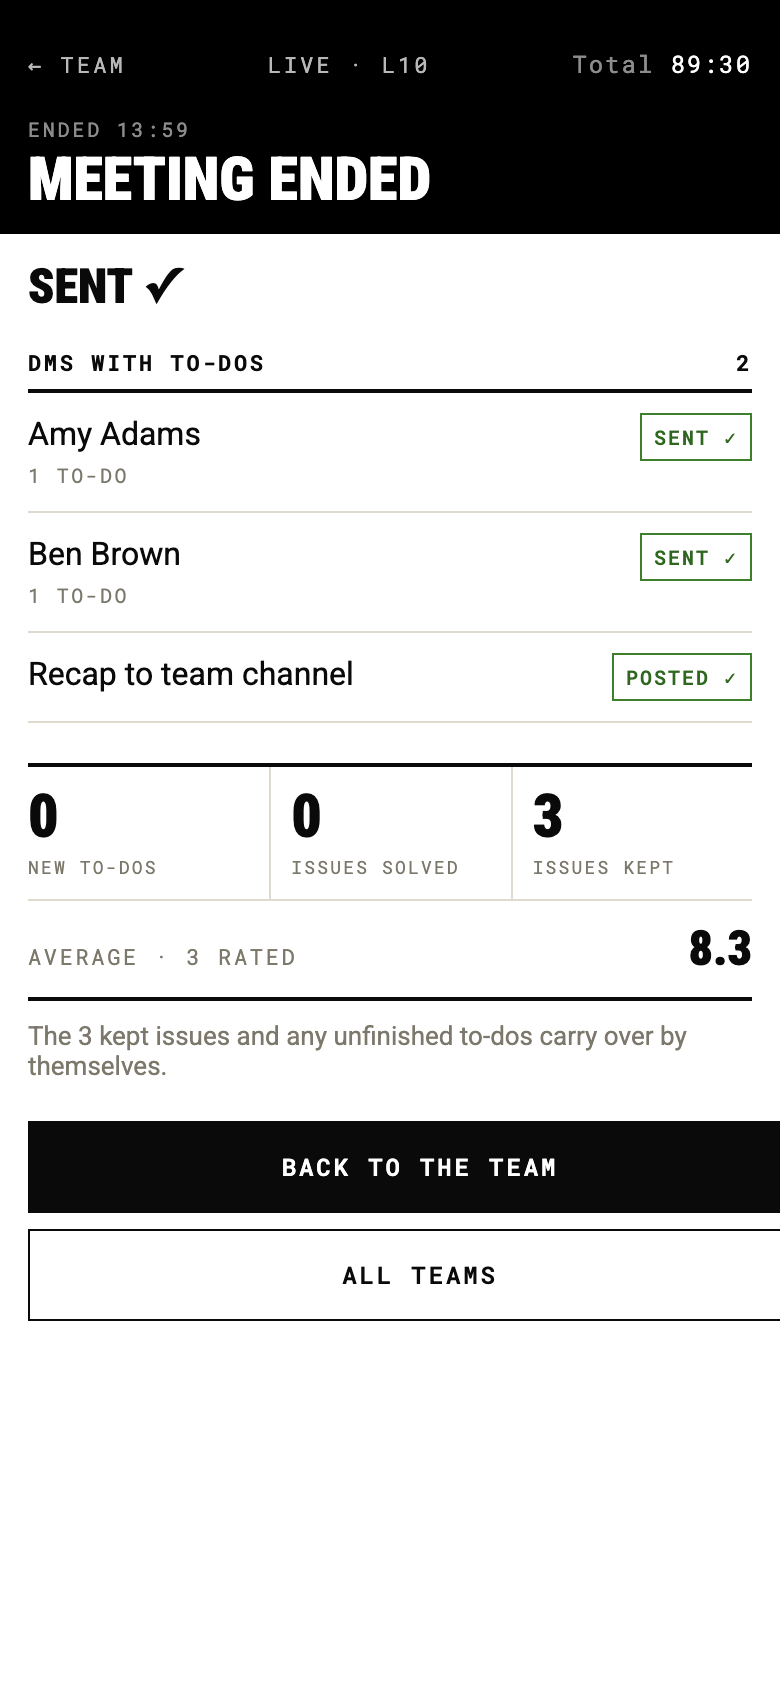 ← TEAM
LIVE · L10
Total 89:30
ENDED 13:59
MEETING ENDED
SENT ✓
DMS WITH TO-DOS 2
Amy Adams SENT ✓
1 TO-DO
Ben Brown SENT ✓
1 TO-DO
Recap to team channel POSTED ✓
0 0 3
NEW TO-DOS ISSUES SOLVED ISSUES KEPT
AVERAGE · 3 RATED 8.3
The 3 kept issues and any unfinished to-dos carry over by
themselves.
BACK TO THE TEAM
ALL TEAMS